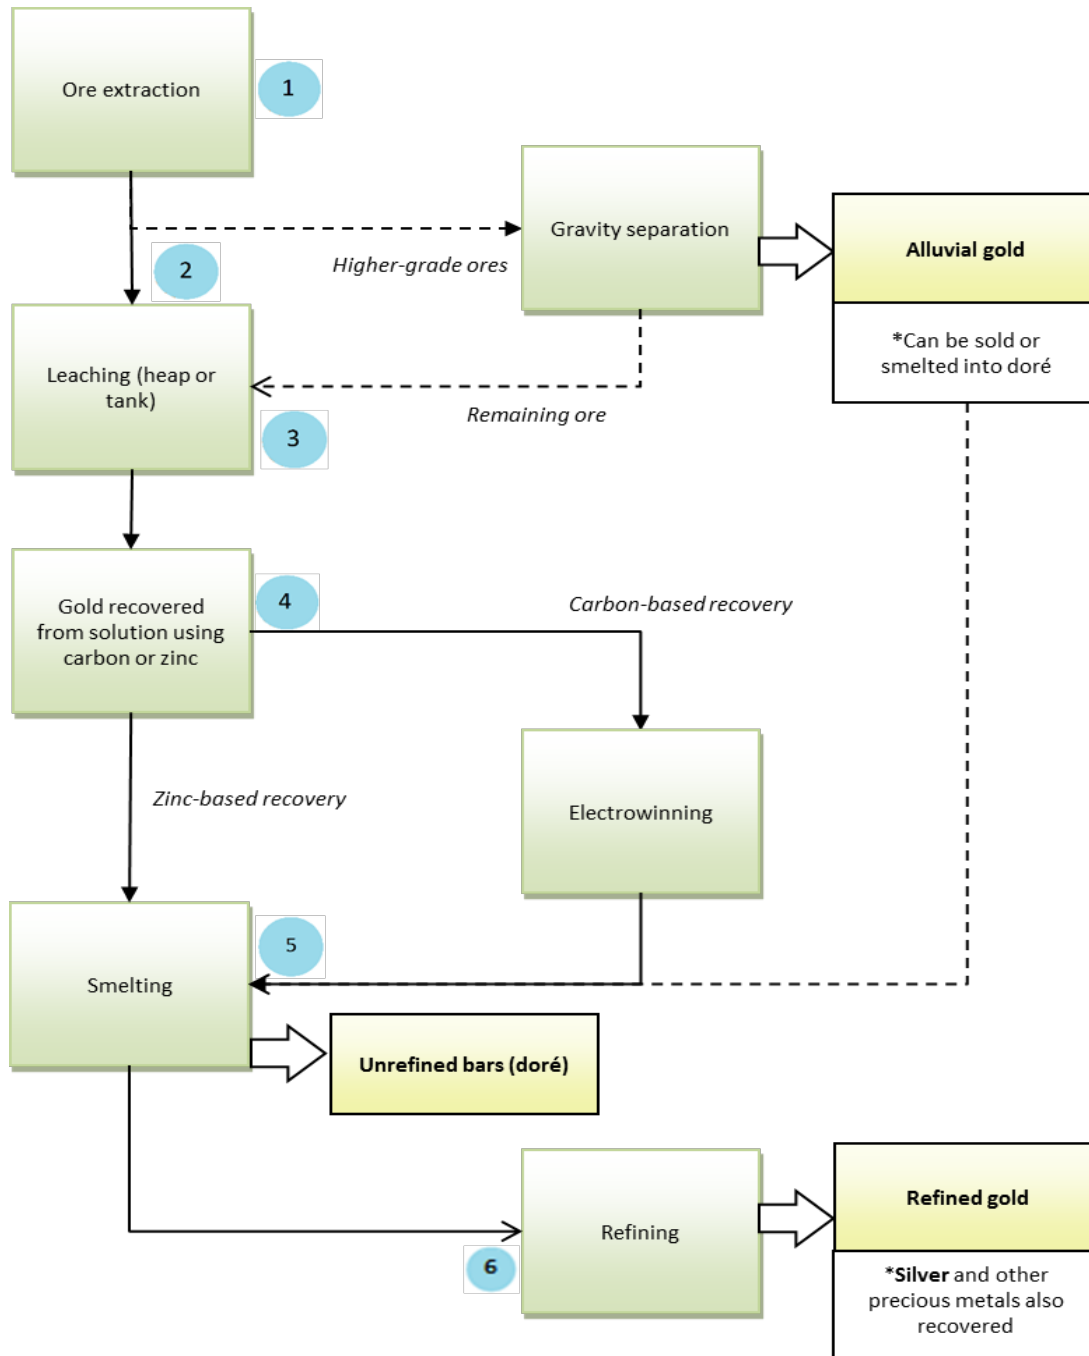 Ore extraction
1
Gravity separation
Alluvial gold
Higher-grade ores
2
*Can be sold or
smelted into doré
Leaching (heap or
tank)
Remaining ore
3
Gold recovered
from solution using
carbon or zinc
4
Carbon-based recovery
Zinc-based recovery
Electrowinning
5
Smelting
Unrefined bars (doré)
Refined gold
Refining
6
*Silver and other
precious metals also
recovered